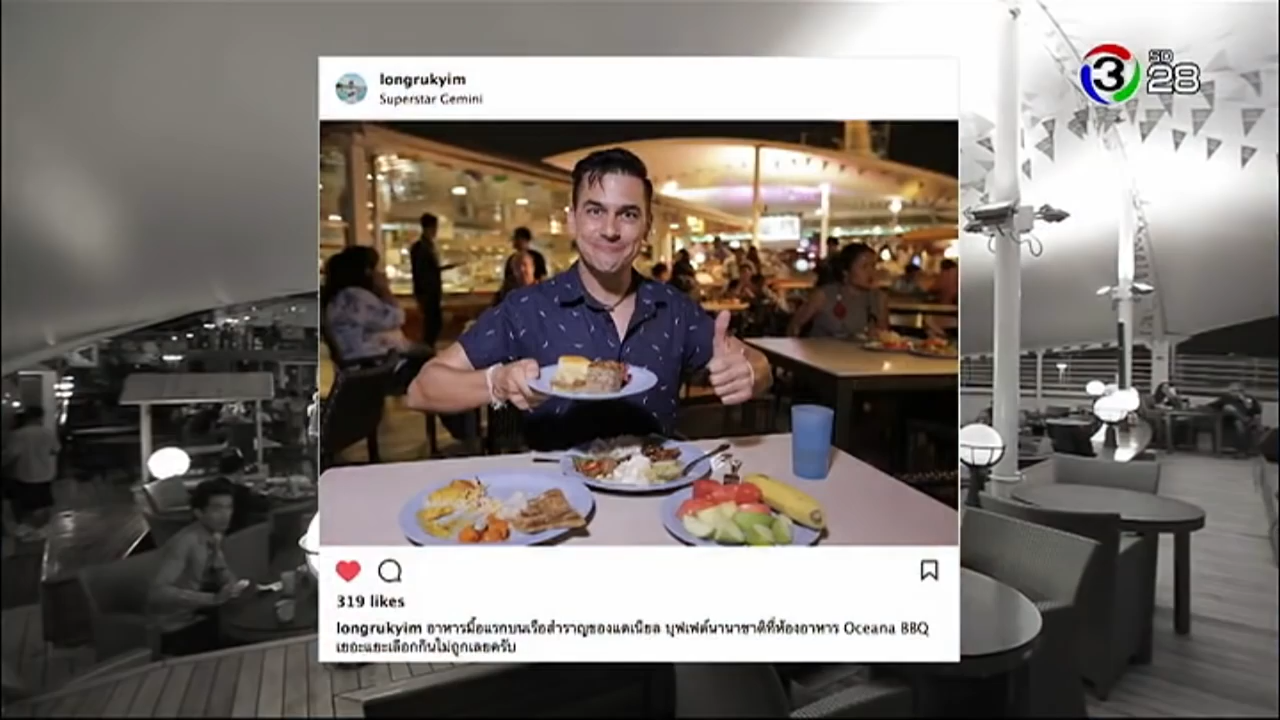 longrukyim
Superstar Gemini
3 SD
28
319 likes
longrukyim อาหารมื้อแรกบนเรือสำราญของแดเนียล บุฟเฟต์นานาชาติที่ห้องอาหาร Oceana BBQ
เยอะแยะเลือกกินไม่ถูกเลยครับ